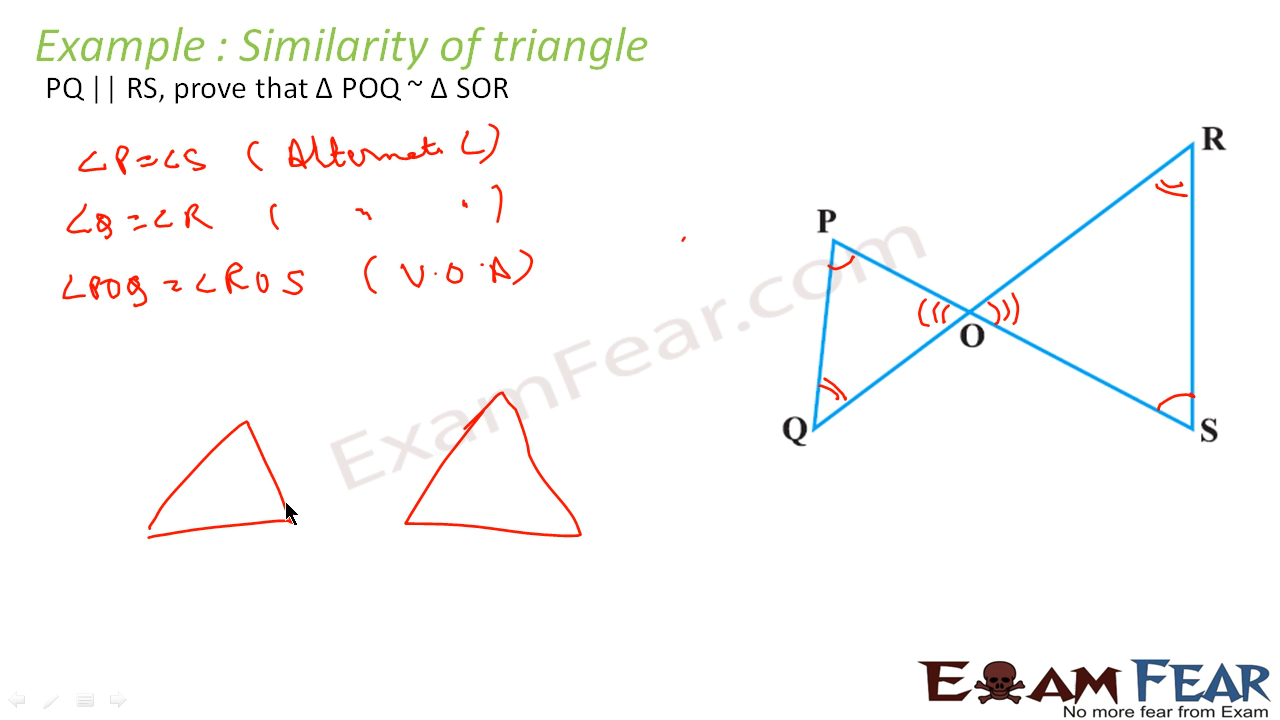 Example : Similarity of triangle
PQ || RS, prove that Δ POQ ~ Δ SOR
∠P=∠S ( Alternate ∠)
∠Q=∠R ( " " )
∠POQ=∠ROS ( V.O.A)
R
P
O
Q
S
ExamFear.com
EXAM FEAR
No more fear from Exam